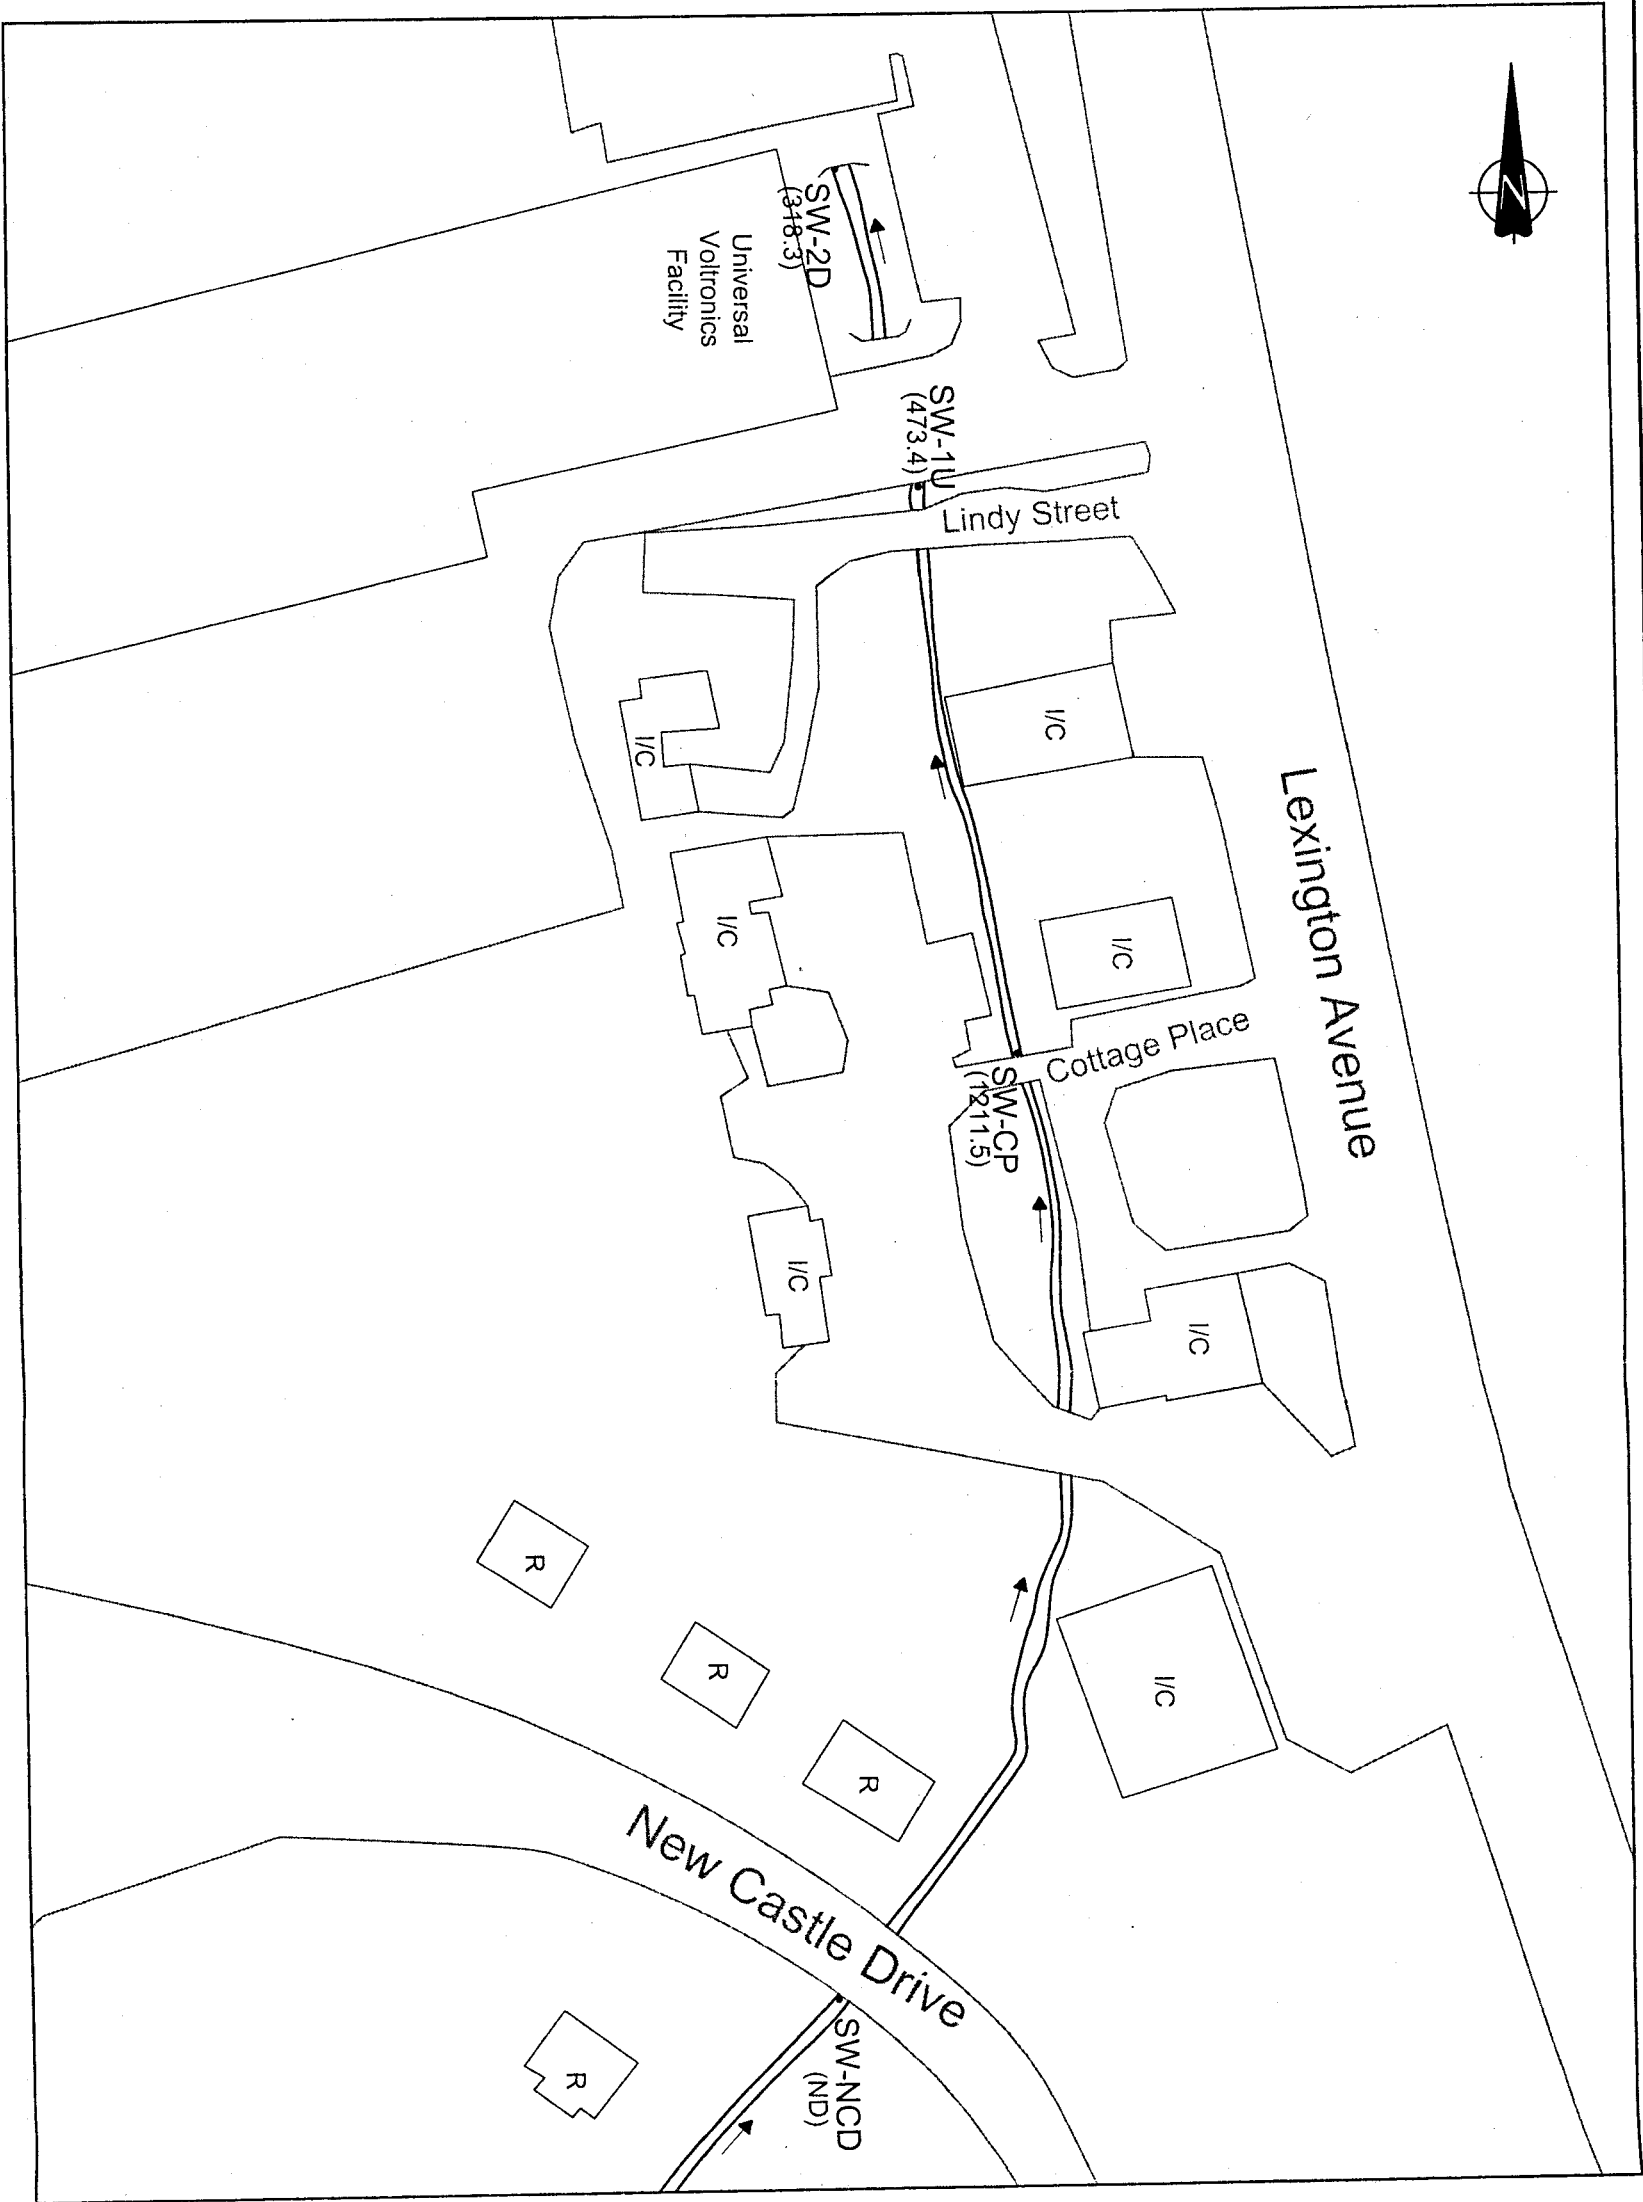 N
SW-2D
(318.3)
Universal
Voltronics
Facility
SW-1U
(473.4)
Lindy Street
I/C
I/C
Lexington Avenue
I/C
I/C
Cottage Place
SW-CP
(1211.5)
I/C
I/C
I/C
R
R
R
New Castle Drive
SW-NCD
(ND)
R